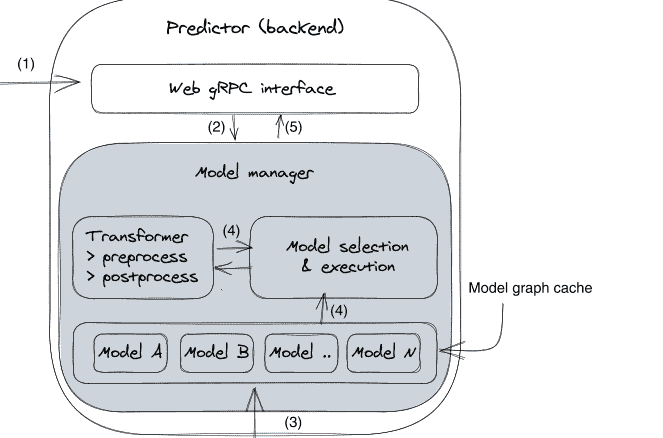 Predictor (backend)
(1)
Web gRPC interface
(2)
(5)
Model manager
Transformer
> preprocess
> postprocess
(4)
Model selection
& execution
Model graph cache
(4)
Model A
Model B
Model ..
Model N
(3)